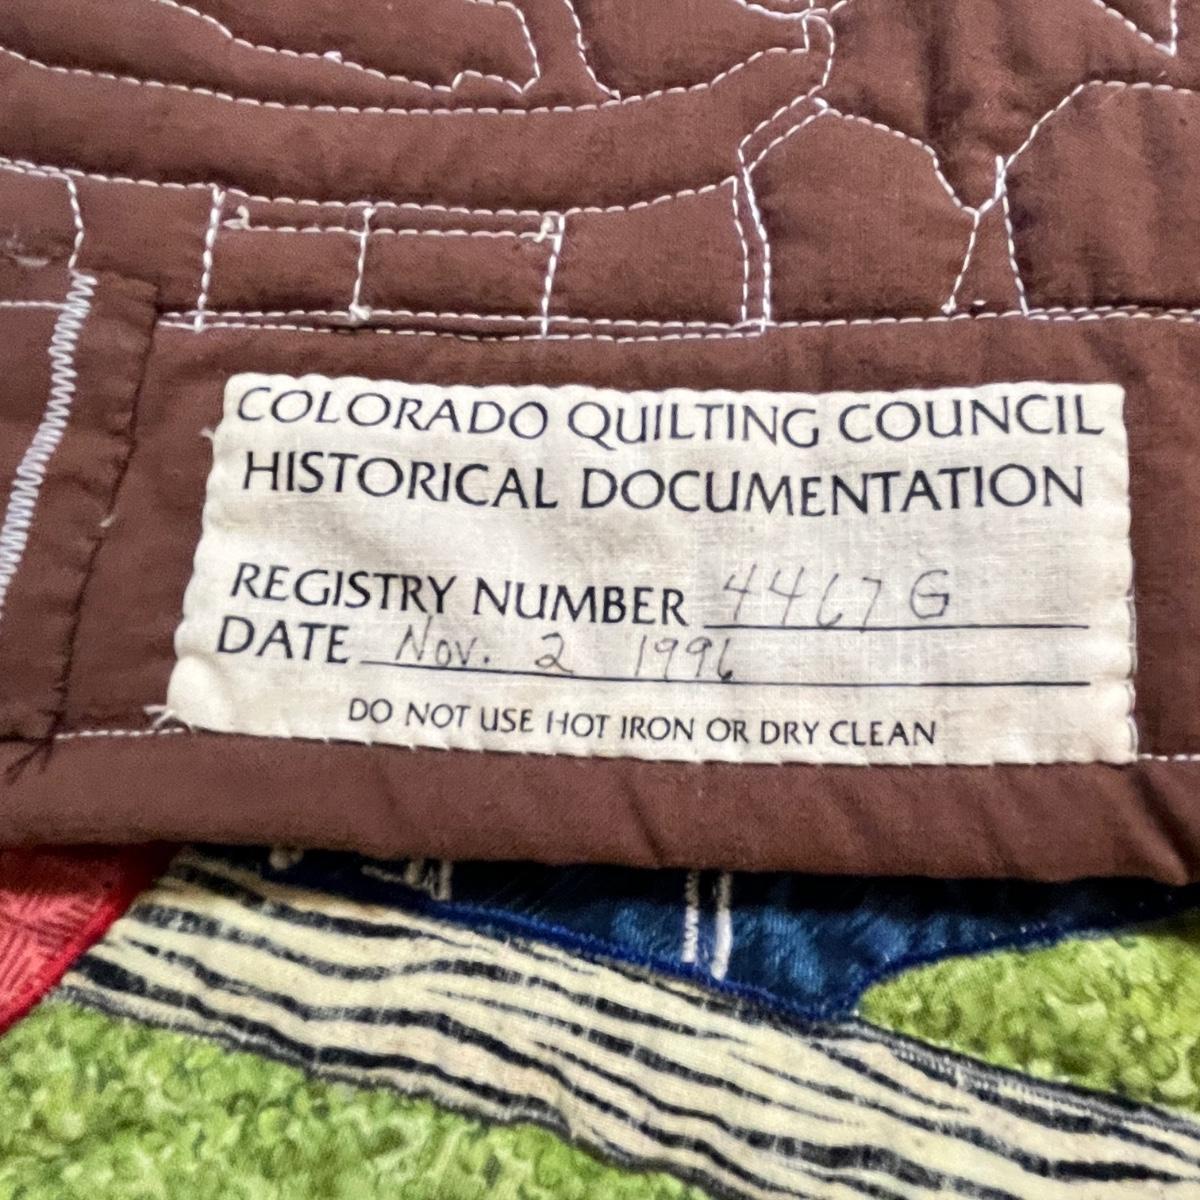 COLORADO QUILTING COUNCIL
HISTORICAL DOCUMENTATION
REGISTRY NUMBER 4467 G
DATE Nov. 2 1996
DO NOT USE HOT IRON OR DRY CLEAN